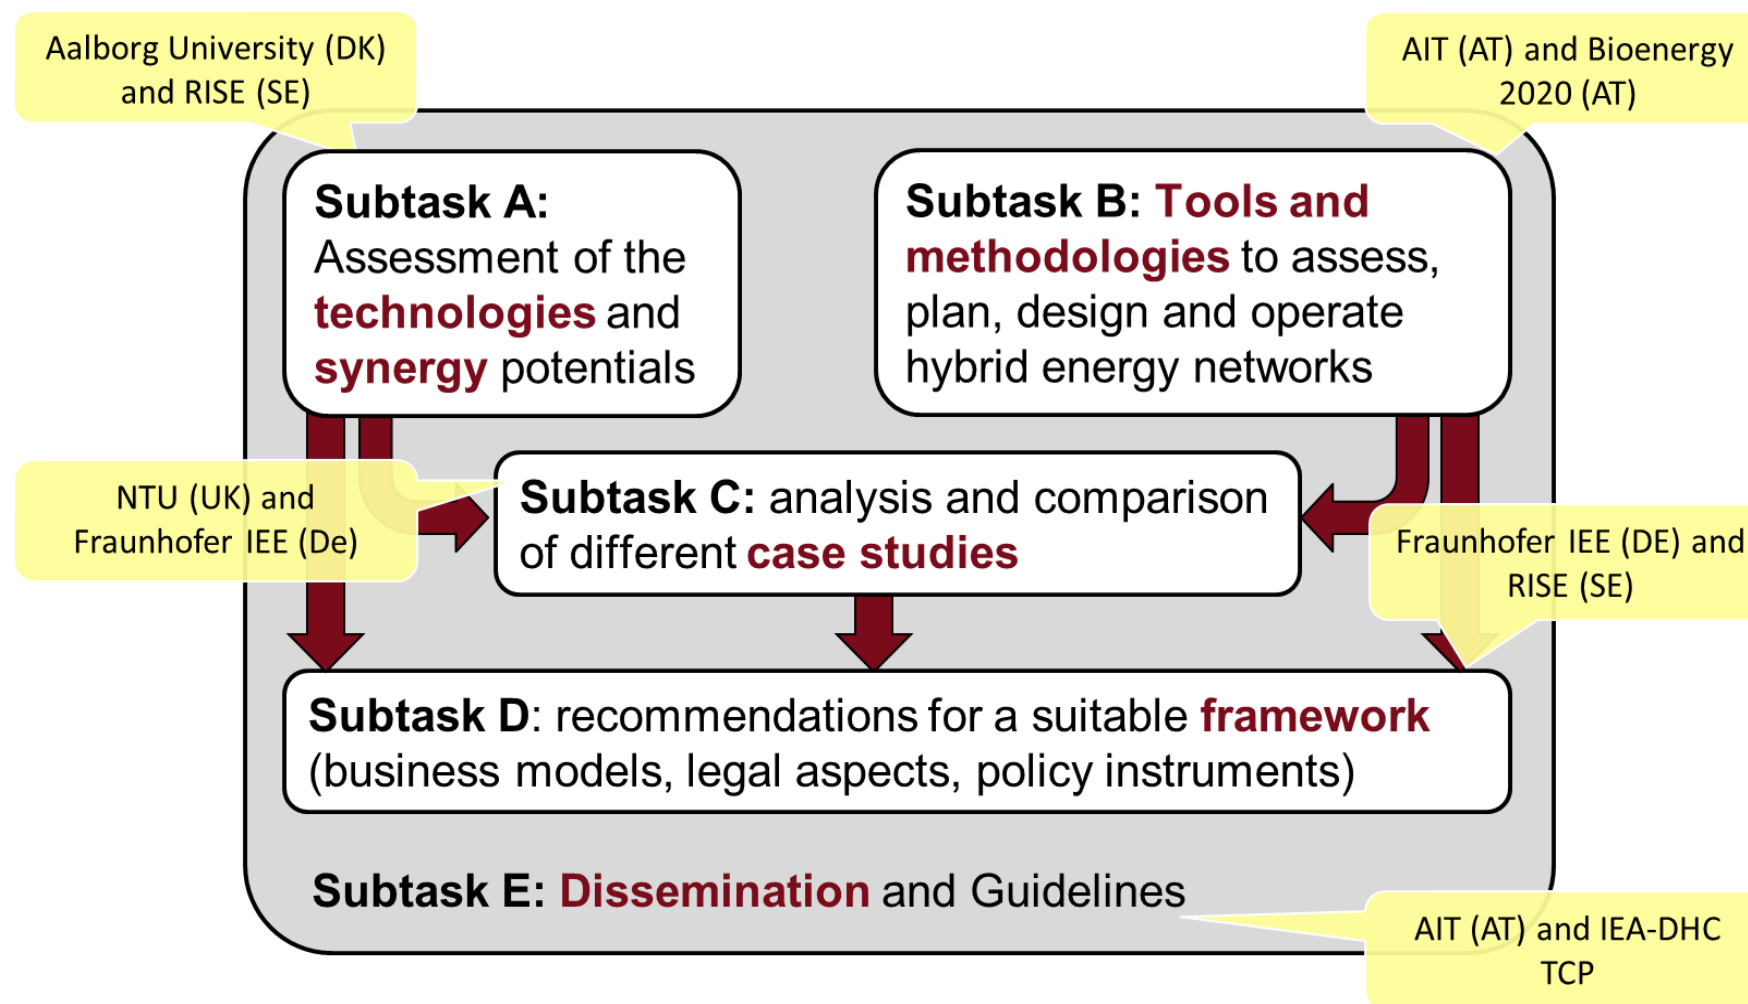 Aalborg University (DK)
and RISE (SE)
AIT (AT) and Bioenergy
2020 (AT)
Subtask A:
Assessment of the
technologies and
synergy potentials
Subtask B: Tools and
methodologies to assess,
plan, design and operate
hybrid energy networks
NTU (UK) and
Fraunhofer IEE (De)
Subtask C: analysis and comparison
of different case studies
Fraunhofer IEE (DE) and
RISE (SE)
Subtask D: recommendations for a suitable framework
(business models, legal aspects, policy instruments)
Subtask E: Dissemination and Guidelines
AIT (AT) and IEA-DHC
TCP